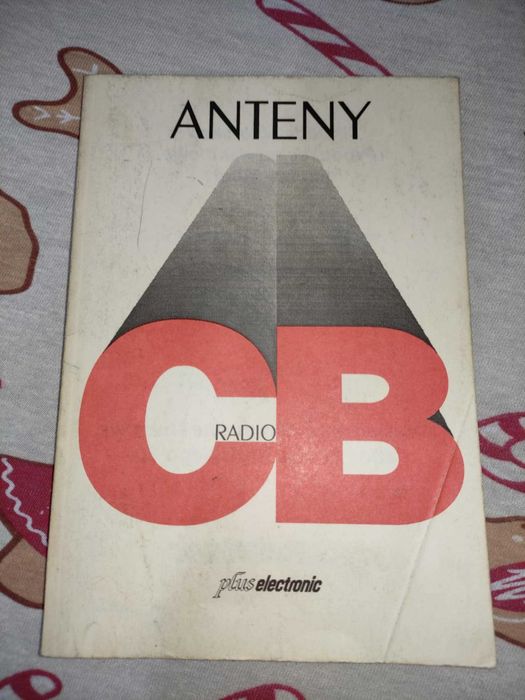 ANTENY
CB
RADIO
plus electronic